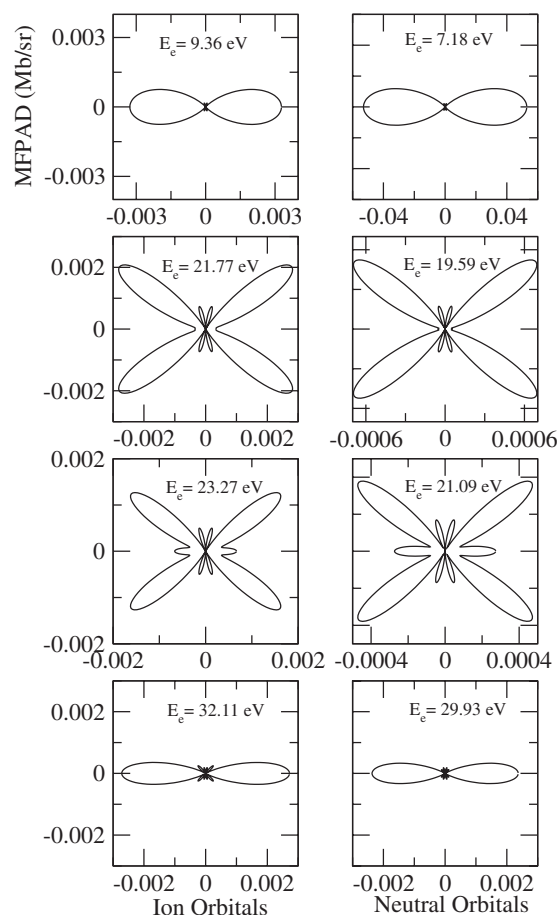 MFPAD (Mb/sr)
0.003
0
-0.003
E_e = 9.36 eV
-0.003 0 0.003
E_e = 7.18 eV
-0.04 0 0.04
0.002
0
-0.002
E_e = 21.77 eV
-0.002 0 0.002
E_e = 19.59 eV
-0.0006 0 0.0006
0.002
0
-0.002
E_e = 23.27 eV
-0.002 0 0.002
E_e = 21.09 eV
-0.0004 0 0.0004
0.002
0
-0.002
E_e = 32.11 eV
-0.002 0 0.002
E_e = 29.93 eV
-0.002 0 0.002
Ion Orbitals
Neutral Orbitals